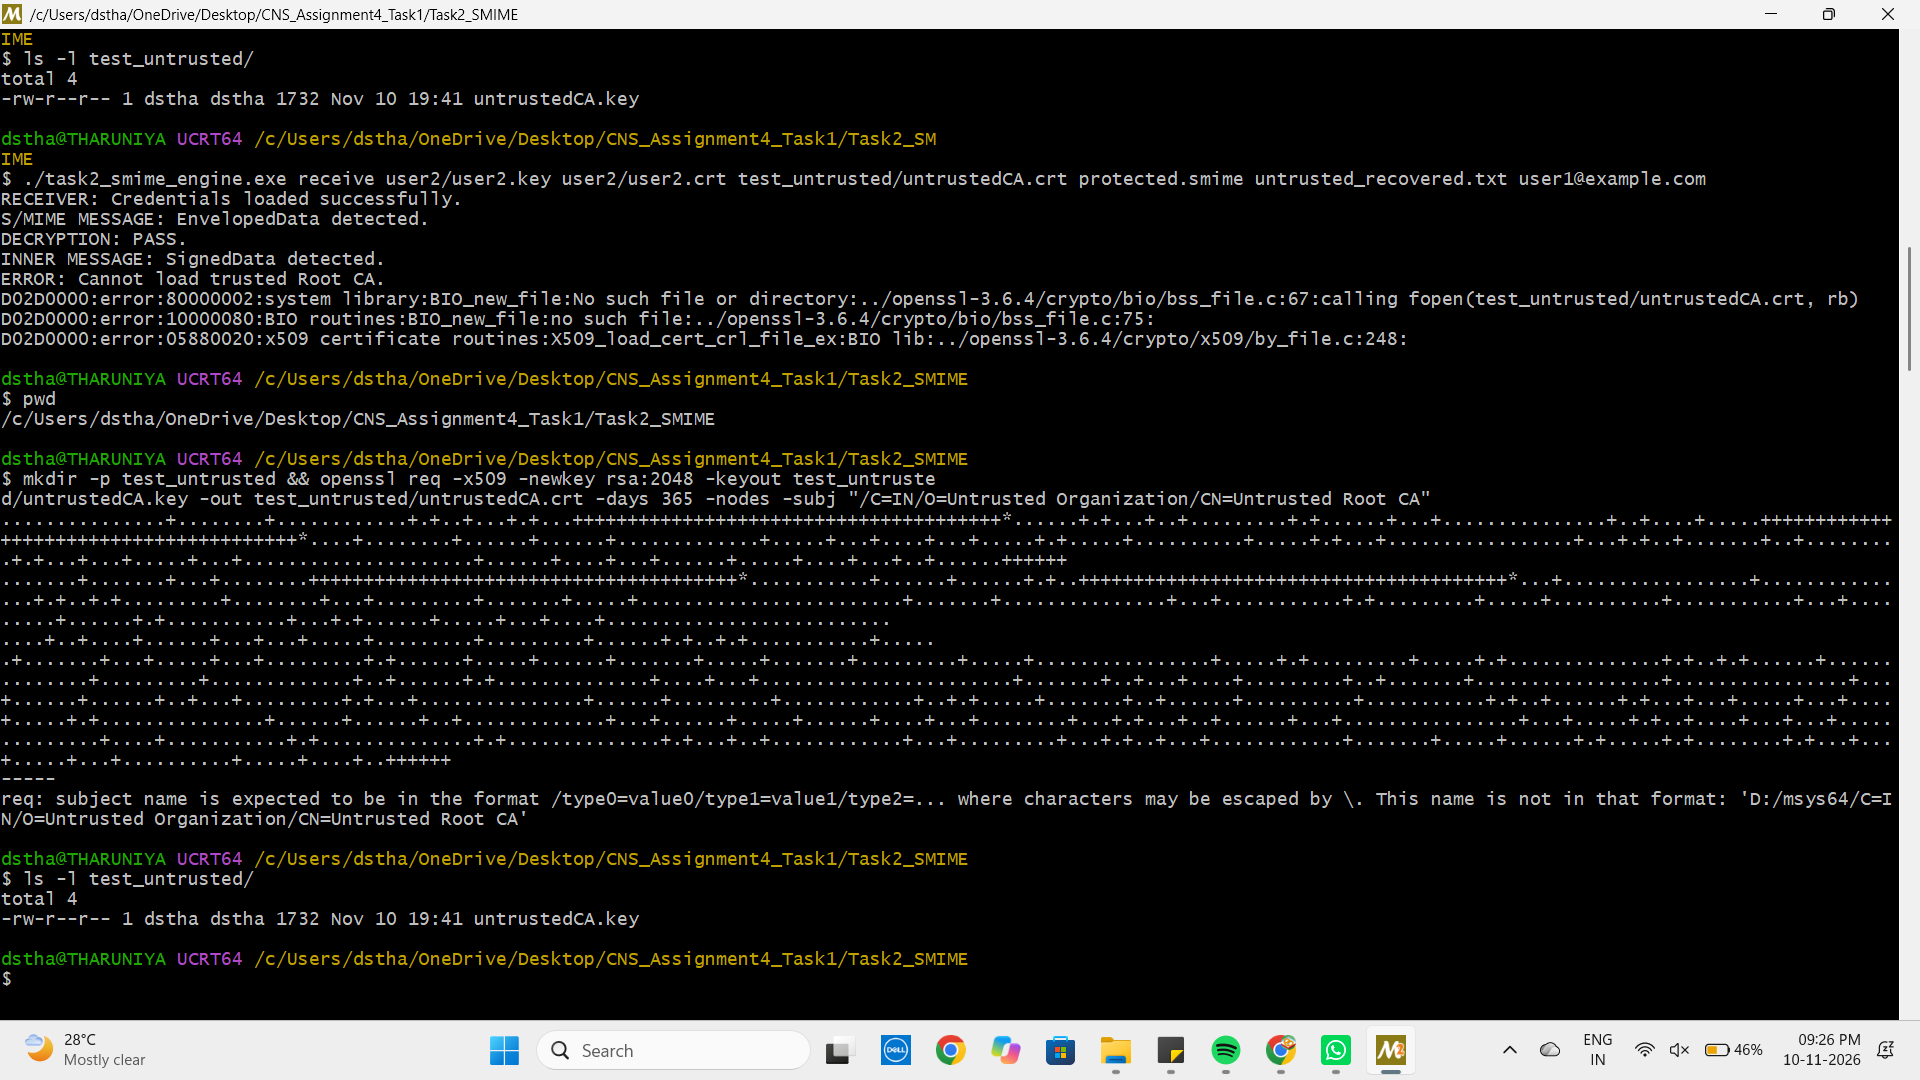 /c/Users/dstha/OneDrive/Desktop/CNS_Assignment4_Task1/Task2_SMIME
IME
$ ls -l test_untrusted/
total 4
-rw-r--r-- 1 dstha dstha 1732 Nov 10 19:41 untrustedCA.key
dstha@THARUNIYA UCRT64 /c/Users/dstha/OneDrive/Desktop/CNS_Assignment4_Task1/Task2_SM
IME
$ ./task2_smime_engine.exe receive user2/user2.key user2/user2.crt test_untrusted/untrustedCA.crt protected.smime untrusted_recovered.txt user1@example.com
RECEIVER: Credentials loaded successfully.
S/MIME MESSAGE: EnvelopedData detected.
DECRYPTION: PASS.
INNER MESSAGE: SignedData detected.
ERROR: Cannot load trusted Root CA.
D02D0000:error:80000002:system library:BIO_new_file:No such file or directory:../openssl-3.6.4/crypto/bio/bss_file.c:67:calling fopen(test_untrusted/untrustedCA.crt, rb)
D02D0000:error:10000080:BIO routines:BIO_new_file:no such file:../openssl-3.6.4/crypto/bio/bss_file.c:75:
D02D0000:error:05880020:x509 certificate routines:X509_load_cert_crl_file_ex:BIO lib:../openssl-3.6.4/crypto/x509/by_file.c:248:
dstha@THARUNIYA UCRT64 /c/Users/dstha/OneDrive/Desktop/CNS_Assignment4_Task1/Task2_SMIME
$ pwd
/c/Users/dstha/OneDrive/Desktop/CNS_Assignment4_Task1/Task2_SMIME
dstha@THARUNIYA UCRT64 /c/Users/dstha/OneDrive/Desktop/CNS_Assignment4_Task1/Task2_SMIME
$ mkdir -p test_untrusted && openssl req -x509 -newkey rsa:2048 -keyout test_untruste
d/untrustedCA.key -out test_untrusted/untrustedCA.crt -days 365 -nodes -subj "/C=IN/O=Untrusted Organization/CN=Untrusted Root CA"
-----
req: subject name is expected to be in the format /type0=value0/type1=value1/type2=... where characters may be escaped by \. This name is not in that format: 'D:/msys64/C=I
N/O=Untrusted Organization/CN=Untrusted Root CA'
dstha@THARUNIYA UCRT64 /c/Users/dstha/OneDrive/Desktop/CNS_Assignment4_Task1/Task2_SMIME
$ ls -l test_untrusted/
total 4
-rw-r--r-- 1 dstha dstha 1732 Nov 10 19:41 untrustedCA.key
dstha@THARUNIYA UCRT64 /c/Users/dstha/OneDrive/Desktop/CNS_Assignment4_Task1/Task2_SMIME
$
28°C
Mostly clear
Search
DELL
ENG
IN
46%
09:26 PM
10-11-2026